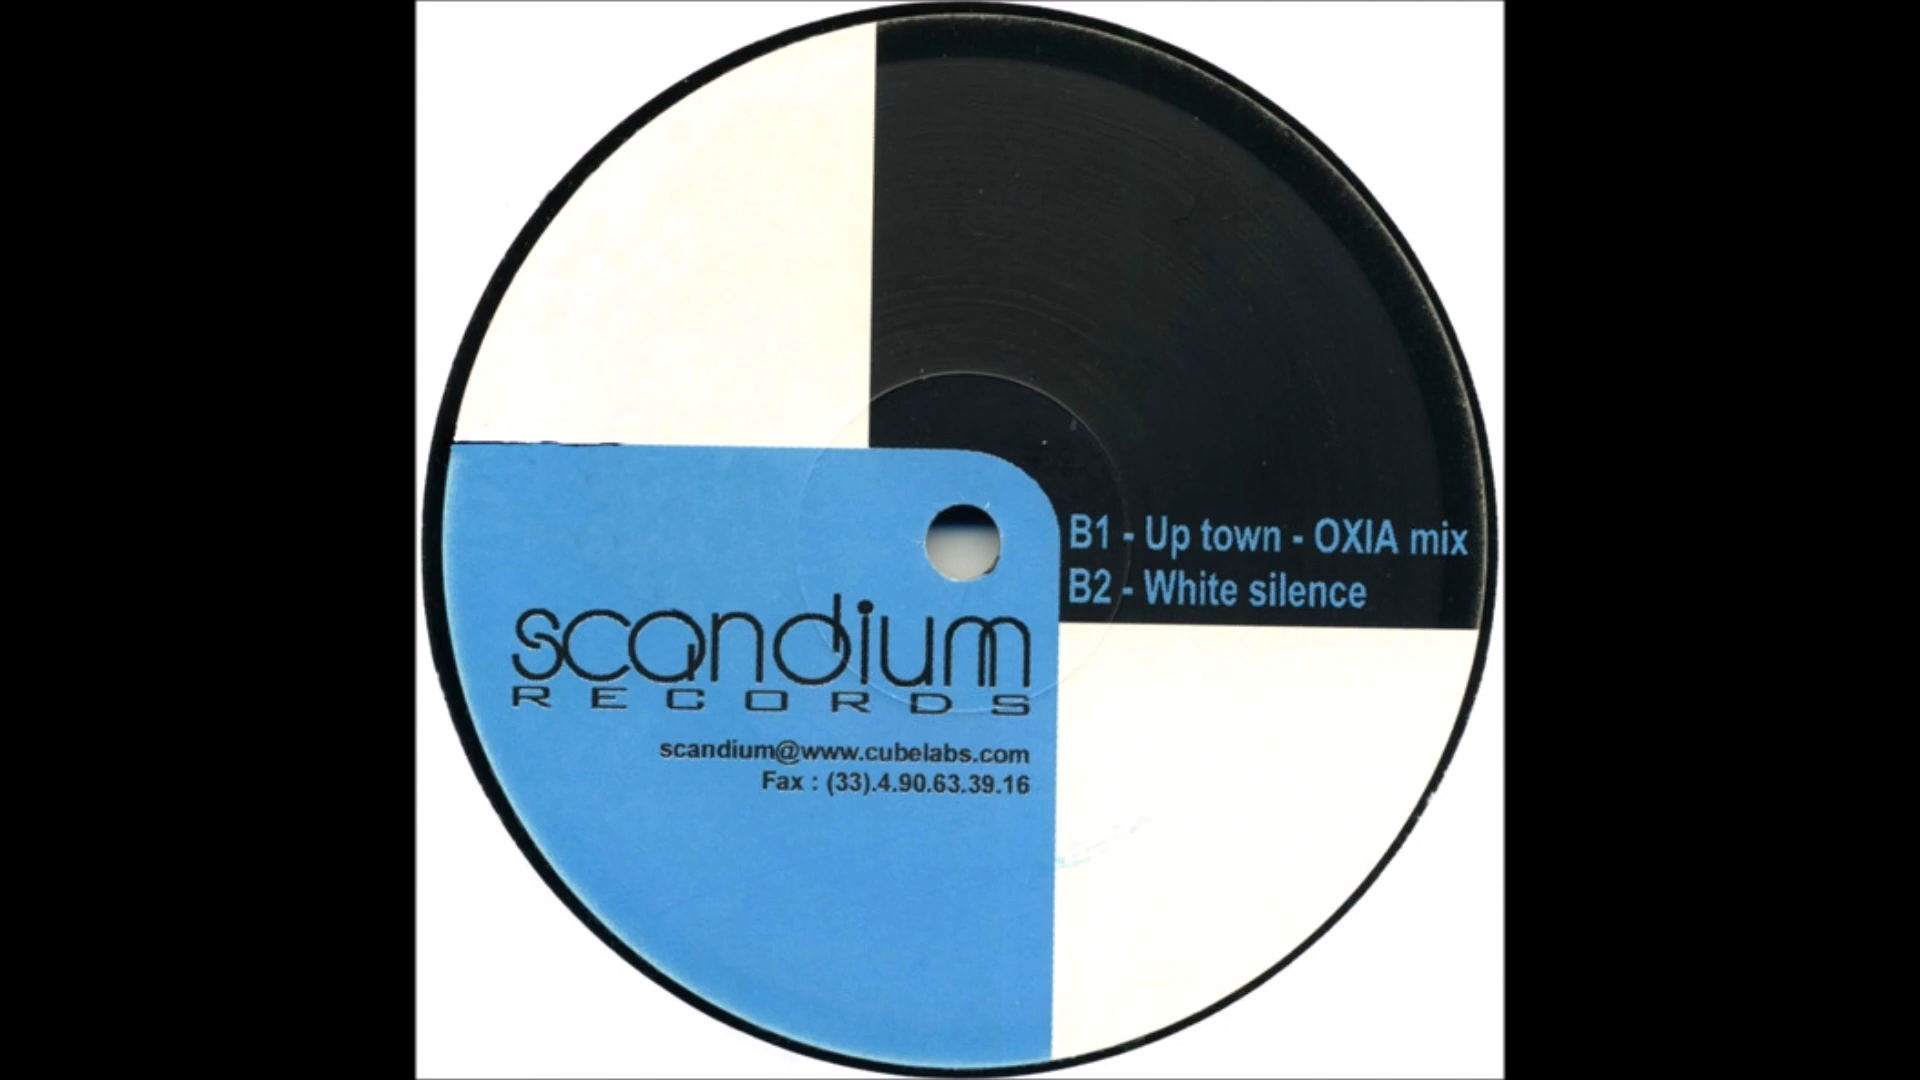 B1 - Up town - OXIA mix
B2 - White silence
scandium
RECORDS
scandium@www.cubelabs.com
Fax : (33).4.90.63.39.16